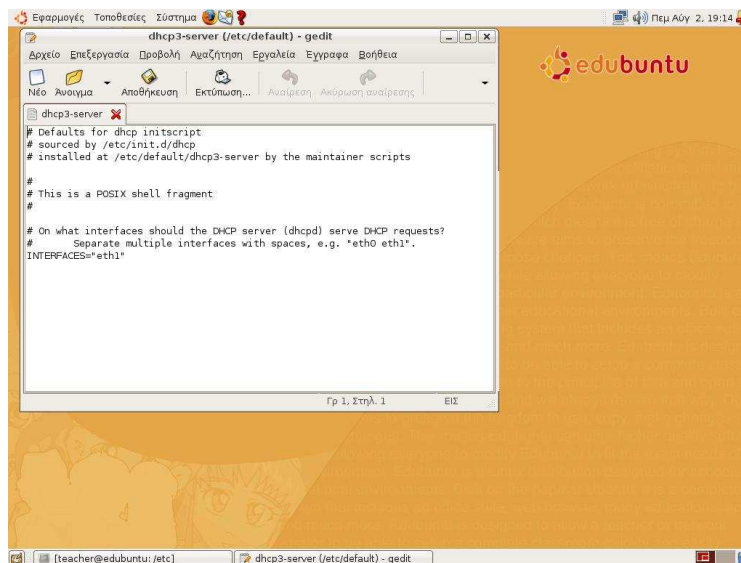 Εφαρμογές Τοποθεσίες Σύστημα Πεμ Αύγ 2, 19:14
dhcp3-server (/etc/default) - gedit
Αρχείο Επεξεργασία Προβολή Αναζήτηση Εργαλεία Έγγραφα Βοήθεια
Νέο Άνοιγμα Αποθήκευση Εκτύπωση... Αναίρεση Ακύρωση αναίρεσης
edubuntu
dhcp3-server
# Defaults for dhcp initscript
# sourced by /etc/init.d/dhcp
# installed at /etc/default/dhcp3-server by the maintainer scripts
#
# This is a POSIX shell fragment
#
# On what interfaces should the DHCP server (dhcpd) serve DHCP requests?
# Separate multiple interfaces with spaces, e.g. "eth0 eth1".
INTERFACES="eth1"
Γρ 1, Στηλ. 1 ΕΙΣ
[teacher@edubuntu: /etc] dhcp3-server (/etc/default) - gedit